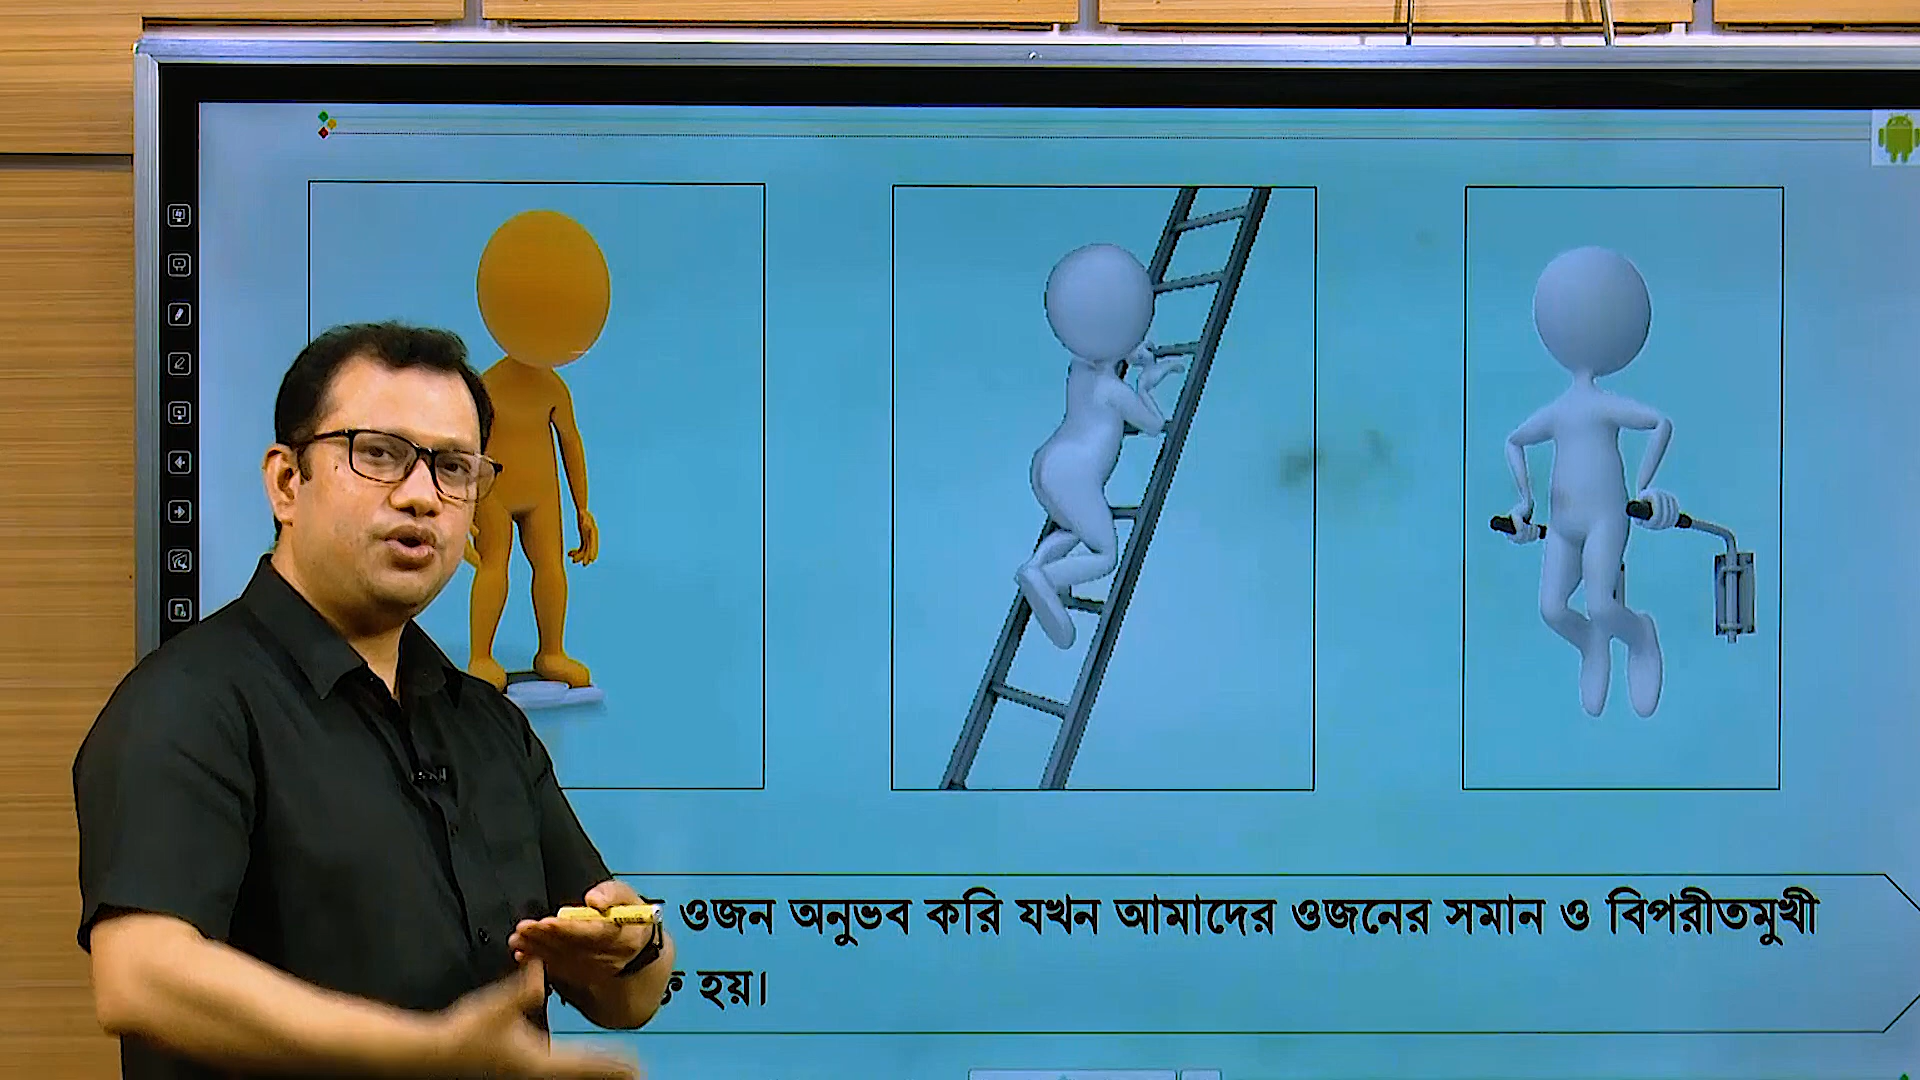 ওজন অনুভব করি যখন আমাদের ওজনের সমান ও বিপরীতমুখী
হয়।